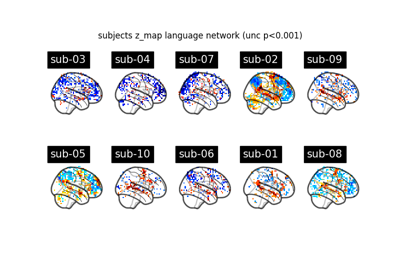 subjects z_map language network (unc p<0.001)
sub-03 sub-04 sub-07 sub-02 sub-09
sub-05 sub-10 sub-06 sub-01 sub-08